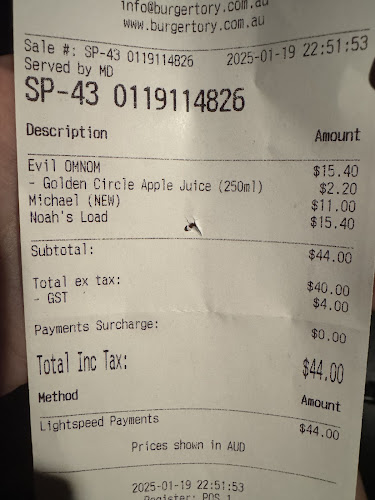 info@burgertory.com.au
www.burgertory.com.au
Sale #: SP-43 0119114826 2025-01-19 22:51:53
Served by MD
SP-43 0119114826
Description Amount
Evil OMNOM $15.40
- Golden Circle Apple Juice (250ml) $2.20
Michael (NEW) $11.00
Noah's Load $15.40
Subtotal: $44.00
Total ex tax: $40.00
- GST $4.00
Payments Surcharge: $0.00
Total Inc Tax: $44.00
Method Amount
Lightspeed Payments $44.00
Prices shown in AUD
2025-01-19 22:51:53
Register: POS 1